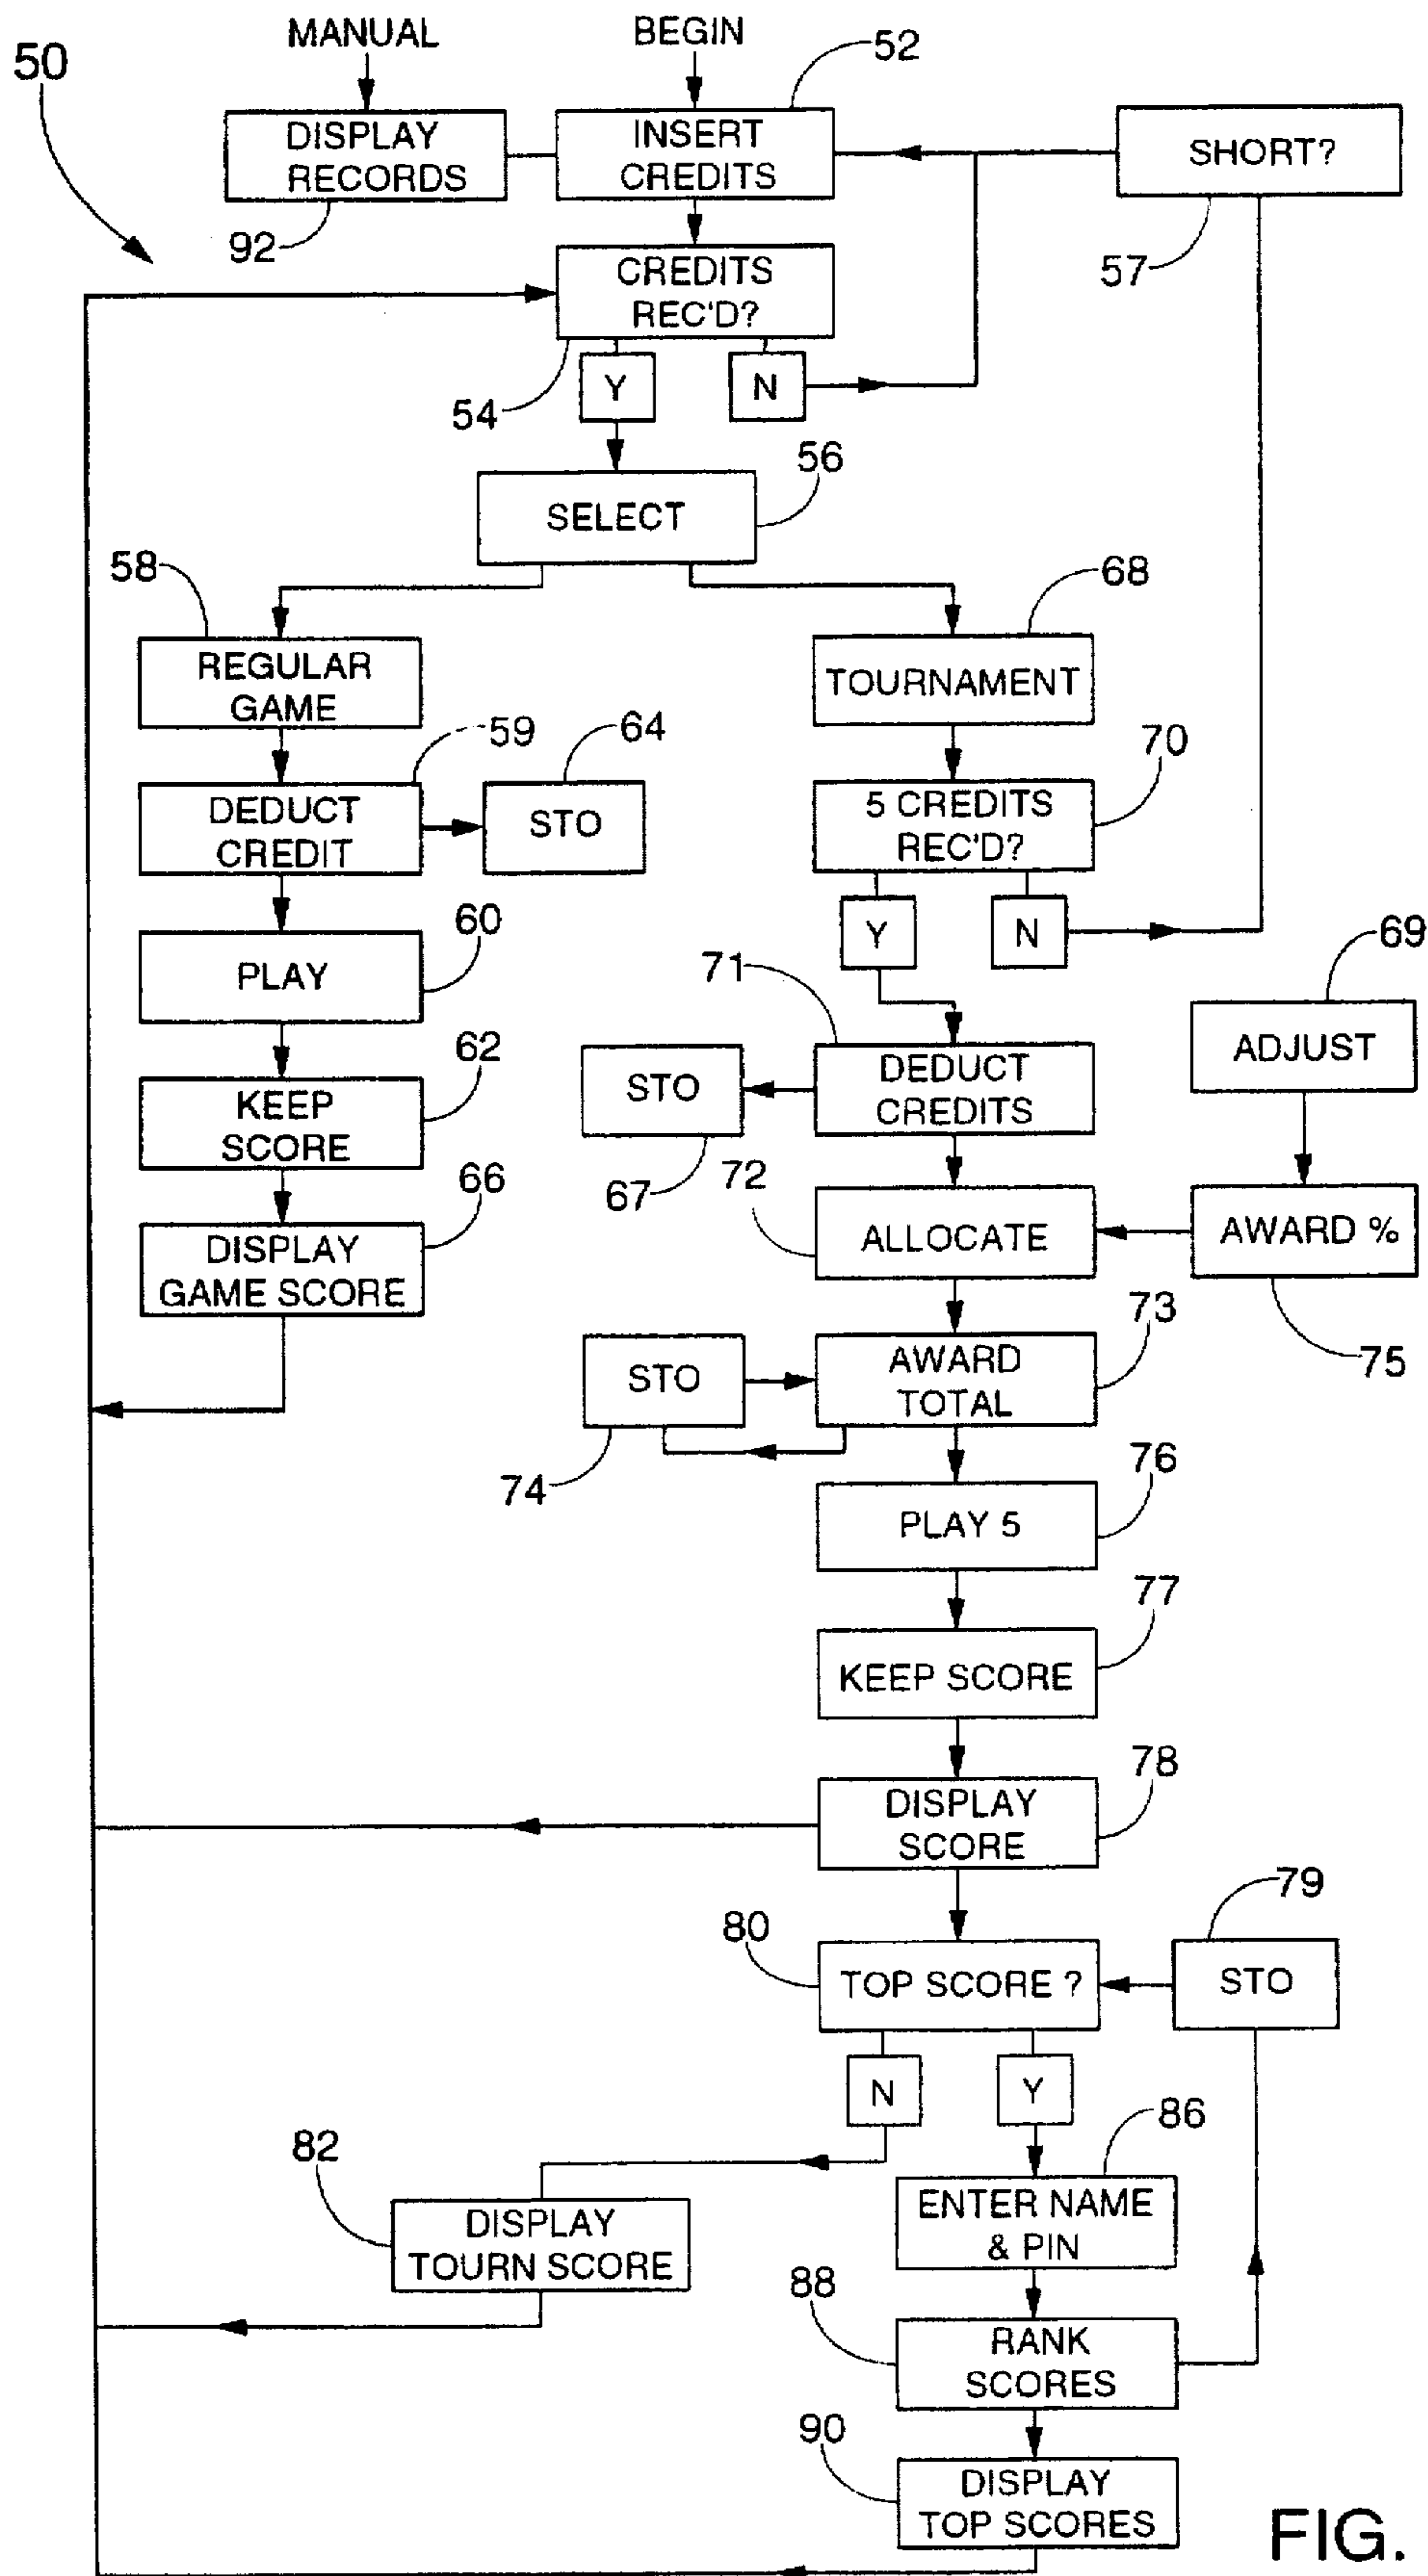 MANUAL
BEGIN
50
52
DISPLAY
RECORDS
INSERT
CREDITS
SHORT?
92
57
CREDITS
REC'D?
54
Y
N
56
SELECT
58
68
REGULAR
GAME
TOURNAMENT
59
64
70
DEDUCT
CREDIT
STO
5 CREDITS
REC'D?
60
Y
N
69
PLAY
71
ADJUST
62
STO
DEDUCT
CREDITS
KEEP
SCORE
67
72
66
ALLOCATE
AWARD %
DISPLAY
GAME SCORE
73
75
STO
AWARD
TOTAL
74
76
PLAY 5
77
KEEP SCORE
78
DISPLAY
SCORE
79
80
TOP SCORE ?
STO
N
Y
86
82
ENTER NAME
& PIN
DISPLAY
TOURN SCORE
88
RANK
SCORES
90
DISPLAY
TOP SCORES
FIG.